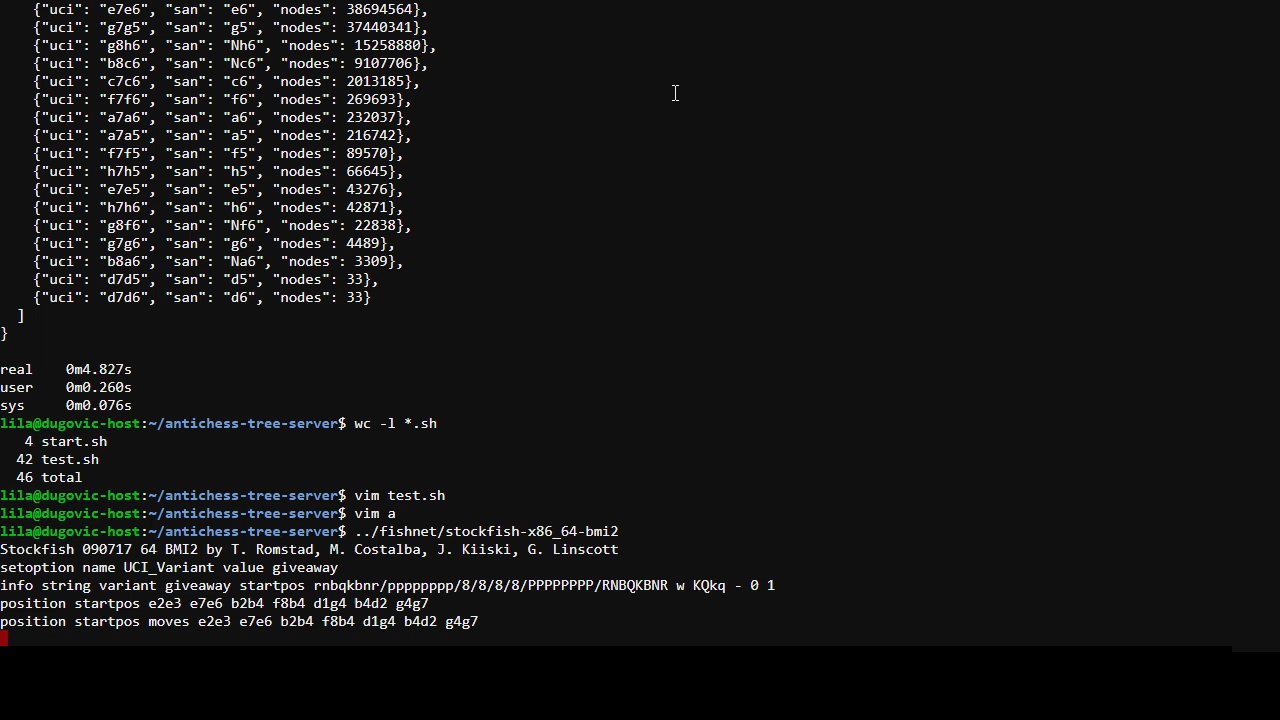 {"uci": "e7e6", "san": "e6", "nodes": 38694564},
{"uci": "g7g5", "san": "g5", "nodes": 37440341},
{"uci": "g8h6", "san": "Nh6", "nodes": 15258880},
{"uci": "b8c6", "san": "Nc6", "nodes": 9107706},
{"uci": "c7c6", "san": "c6", "nodes": 2013185},
{"uci": "f7f6", "san": "f6", "nodes": 269693},
{"uci": "a7a6", "san": "a6", "nodes": 232037},
{"uci": "a7a5", "san": "a5", "nodes": 216742},
{"uci": "f7f5", "san": "f5", "nodes": 89570},
{"uci": "h7h5", "san": "h5", "nodes": 66645},
{"uci": "e7e5", "san": "e5", "nodes": 43276},
{"uci": "h7h6", "san": "h6", "nodes": 42871},
{"uci": "g8f6", "san": "Nf6", "nodes": 22838},
{"uci": "g7g6", "san": "g6", "nodes": 4489},
{"uci": "b8a6", "san": "Na6", "nodes": 3309},
{"uci": "d7d5", "san": "d5", "nodes": 33},
{"uci": "d7d6", "san": "d6", "nodes": 33}
]
}
real 0m4.827s
user 0m0.260s
sys 0m0.076s
lila@dugovic-host:~/antichess-tree-server$ wc -l *.sh
4 start.sh
42 test.sh
46 total
lila@dugovic-host:~/antichess-tree-server$ vim test.sh
lila@dugovic-host:~/antichess-tree-server$ vim a
lila@dugovic-host:~/antichess-tree-server$ ../fishnet/stockfish-x86_64-bmi2
Stockfish 090717 64 BMI2 by T. Romstad, M. Costalba, J. Kiiski, G. Linscott
setoption name UCI_Variant value giveaway
info string variant giveaway startpos rnbqkbnr/pppppppp/8/8/8/8/PPPPPPPP/RNBQKBNR w KQkq - 0 1
position startpos e2e3 e7e6 b2b4 f8b4 d1g4 b4d2 g4g7
position startpos moves e2e3 e7e6 b2b4 f8b4 d1g4 b4d2 g4g7